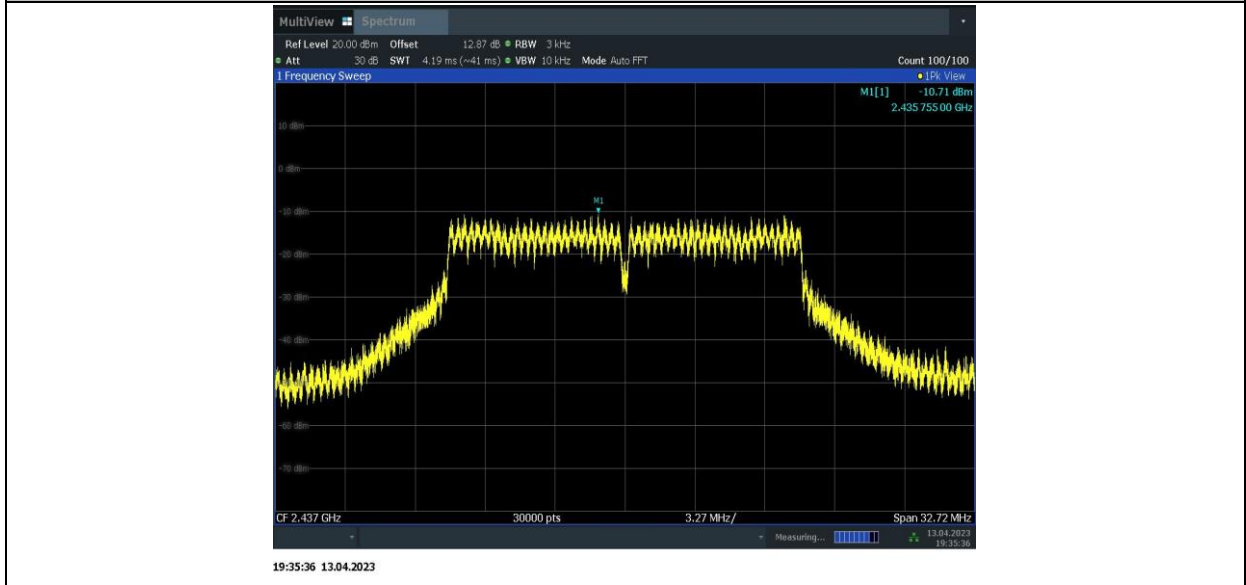 MultiView Spectrum
Ref Level 20.00 dBm Offset 12.87 dB RBW 3 kHz
Att 30 dB SWT 4.19 ms (~41 ms) VBW 10 kHz Mode Auto FFT Count 100/100
1 Frequency Sweep 1Pk View
M1[1] -10.71 dBm
2.435 755 00 GHz
10 dBm
0 dBm
M1
-10 dBm
-20 dBm
-30 dBm
-40 dBm
-60 dBm
-70 dBm
CF 2.437 GHz 30000 pts 3.27 MHz/ Span 32.72 MHz
Measuring... 13.04.2023
19:35:36
19:35:36 13.04.2023